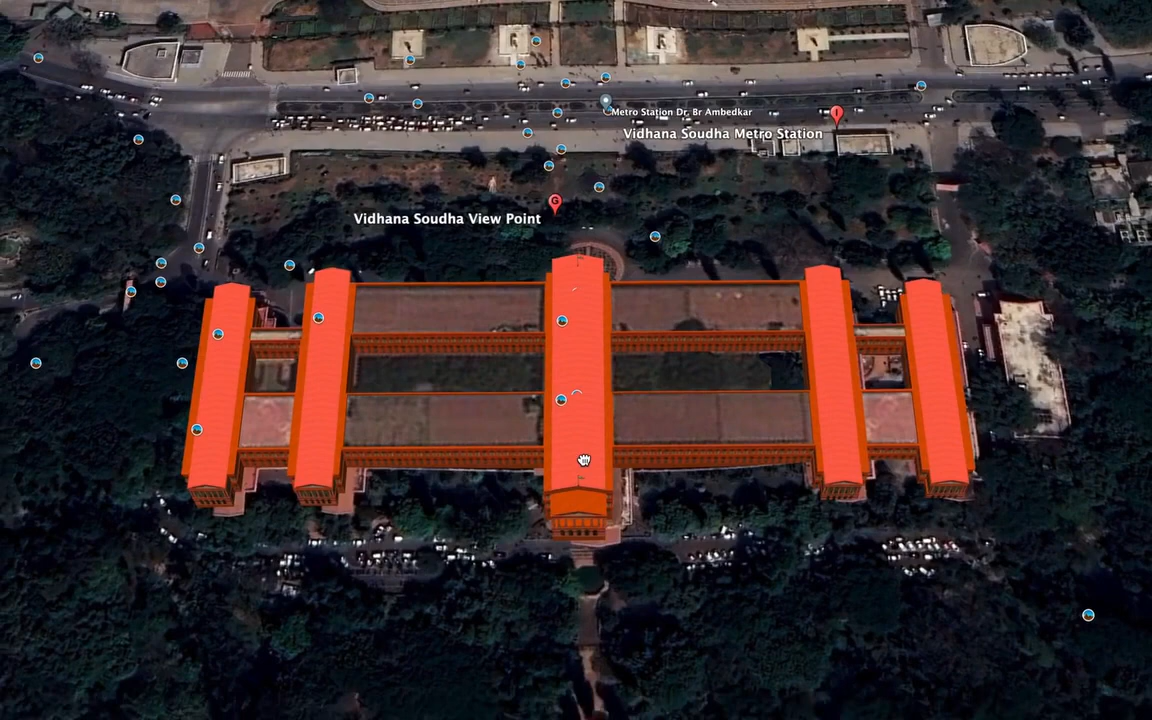 Metro Station Dr. Br Ambedkar
I
Vidhana Soudha Metro Station
G
Vidhana Soudha View Point